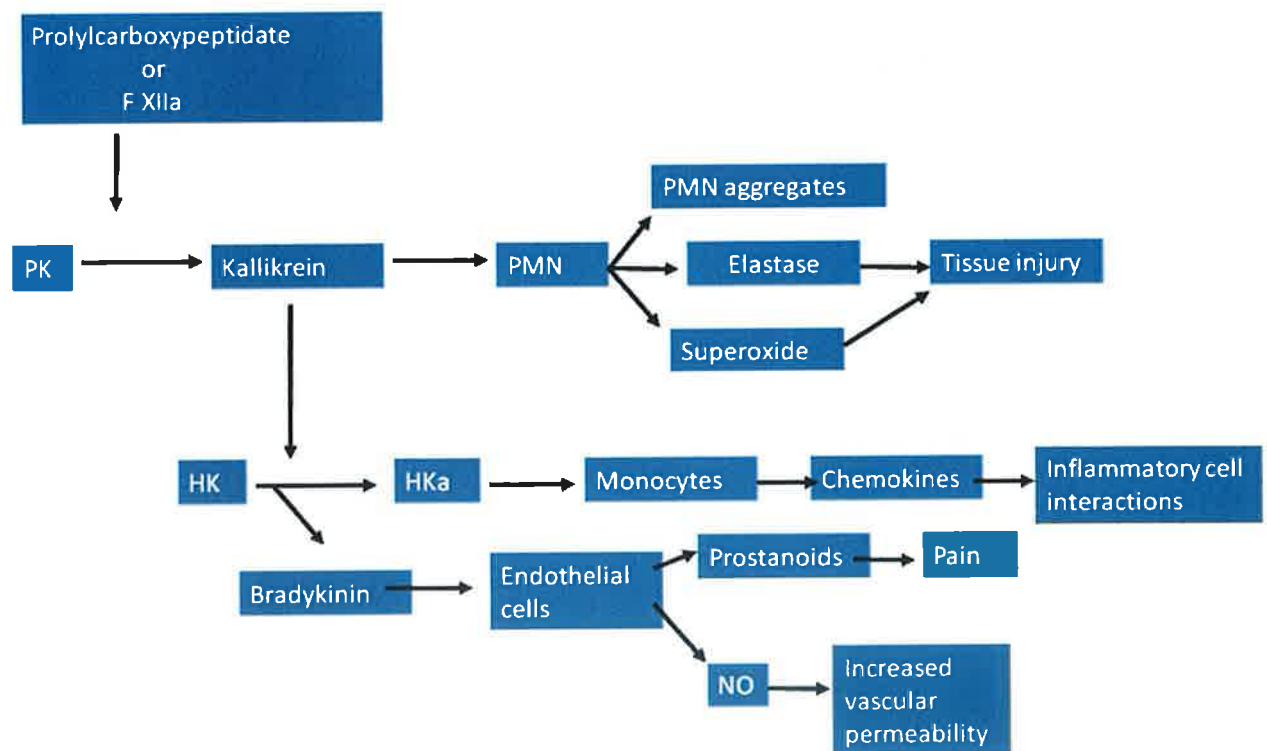 Prolylcarboxypeptidate
or
F XIIa
PMN aggregates
PK
Kallikrein
PMN
Elastase
Tissue injury
Superoxide
HK
HKa
Monocytes
Chemokines
Inflammatory cell
interactions
Bradykinin
Endothelial
cells
Prostanoids
Pain
NO
Increased
vascular
permeability